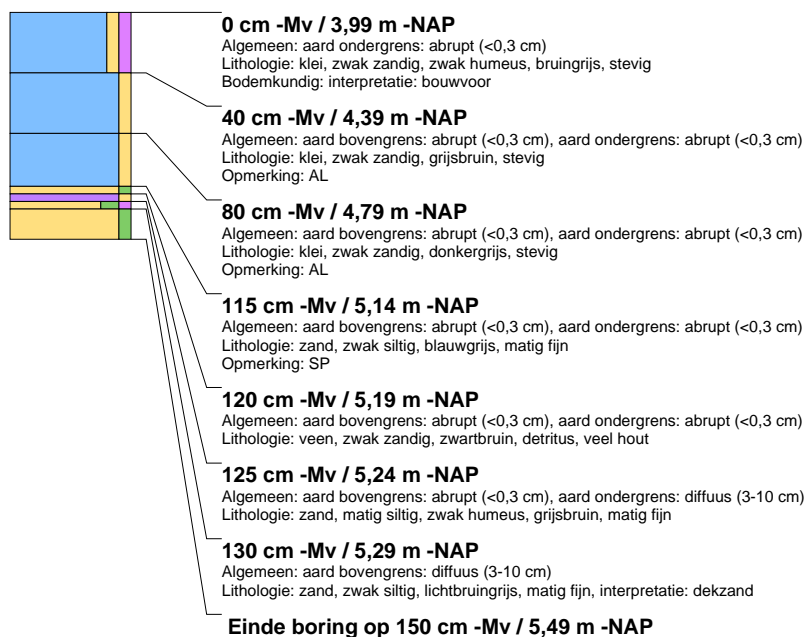 0 cm -Mv / 3,99 m -NAP
Algemeen: aard ondergrens: abrupt (<0,3 cm)
Lithologie: klei, zwak zandig, zwak humeus, bruingrijs, stevig
Bodemkundig: interpretatie: bouwvoor
40 cm -Mv / 4,39 m -NAP
Algemeen: aard bovengrens: abrupt (<0,3 cm), aard ondergrens: abrupt (<0,3 cm)
Lithologie: klei, zwak zandig, grijsbruin, stevig
Opmerking: AL
80 cm -Mv / 4,79 m -NAP
Algemeen: aard bovengrens: abrupt (<0,3 cm), aard ondergrens: abrupt (<0,3 cm)
Lithologie: klei, zwak zandig, donkergrijs, stevig
Opmerking: AL
115 cm -Mv / 5,14 m -NAP
Algemeen: aard bovengrens: abrupt (<0,3 cm), aard ondergrens: abrupt (<0,3 cm)
Lithologie: zand, zwak siltig, blauwgrijs, matig fijn
Opmerking: SP
120 cm -Mv / 5,19 m -NAP
Algemeen: aard bovengrens: abrupt (<0,3 cm), aard ondergrens: abrupt (<0,3 cm)
Lithologie: veen, zwak zandig, zwartbruin, detritus, veel hout
125 cm -Mv / 5,24 m -NAP
Algemeen: aard bovengrens: abrupt (<0,3 cm), aard ondergrens: diffuus (3-10 cm)
Lithologie: zand, matig siltig, zwak humeus, grijsbruin, matig fijn
130 cm -Mv / 5,29 m -NAP
Algemeen: aard bovengrens: diffuus (3-10 cm)
Lithologie: zand, zwak siltig, lichtbruingrijs, matig fijn, interpretatie: dekzand
Einde boring op 150 cm -Mv / 5,49 m -NAP